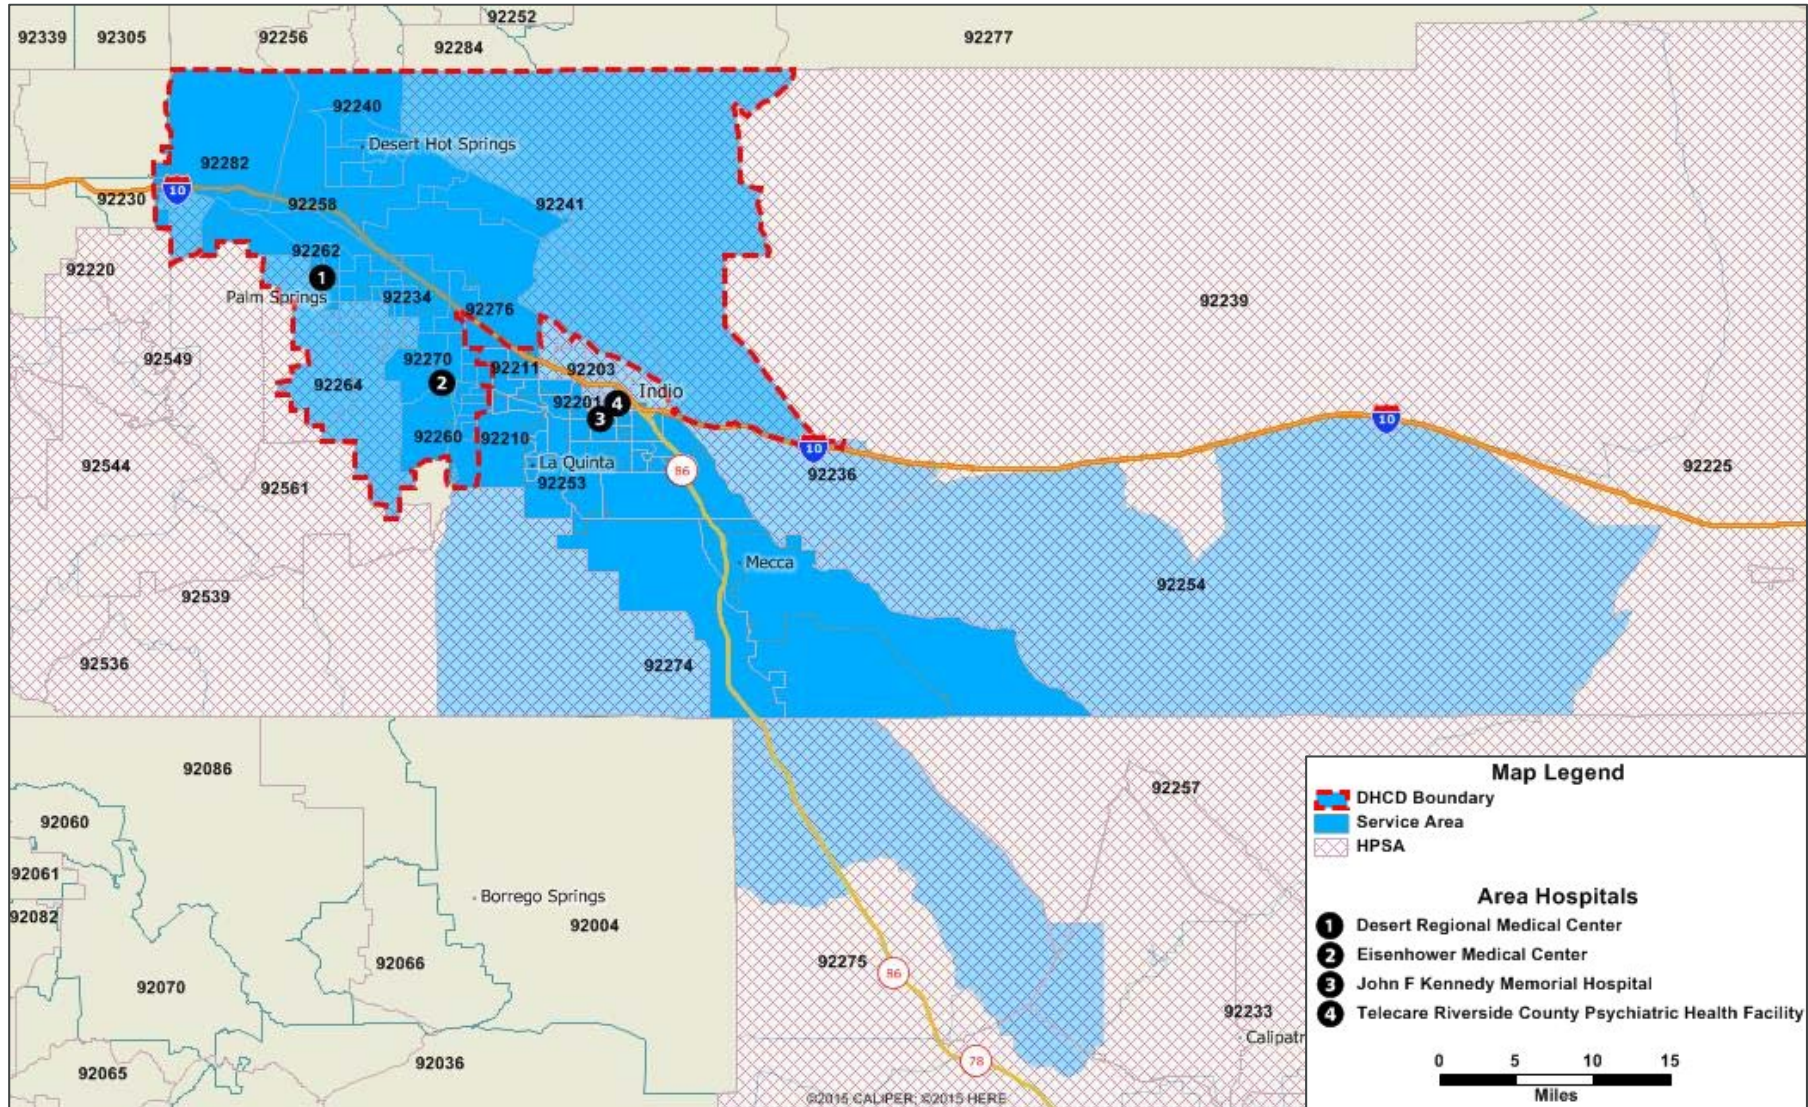 92252
92339 92305 92256 92284 92277
92240
Desert Hot Springs
92282
10
92230 92258 92241
92262
92220
1
Palm Springs 92234
92276
92239
92549 92270 92211 92203
92264 2
Indio
92201 4
3
10
92260 92210
10
La Quinta
92544 86 92236 92225
92561 92253
Mecca
92254
92539
92536 92274
92086
92257
92060
92061
92082
Borrego Springs
92004
92066 92275
86
92070
92233
Calipatr
92065 92036 78
©2015 CALIPER; ©2015 HERE
Map Legend
DHCD Boundary
Service Area
HPSA
Area Hospitals
1 Desert Regional Medical Center
2 Eisenhower Medical Center
3 John F Kennedy Memorial Hospital
4 Telecare Riverside County Psychiatric Health Facility
0 5 10 15
Miles